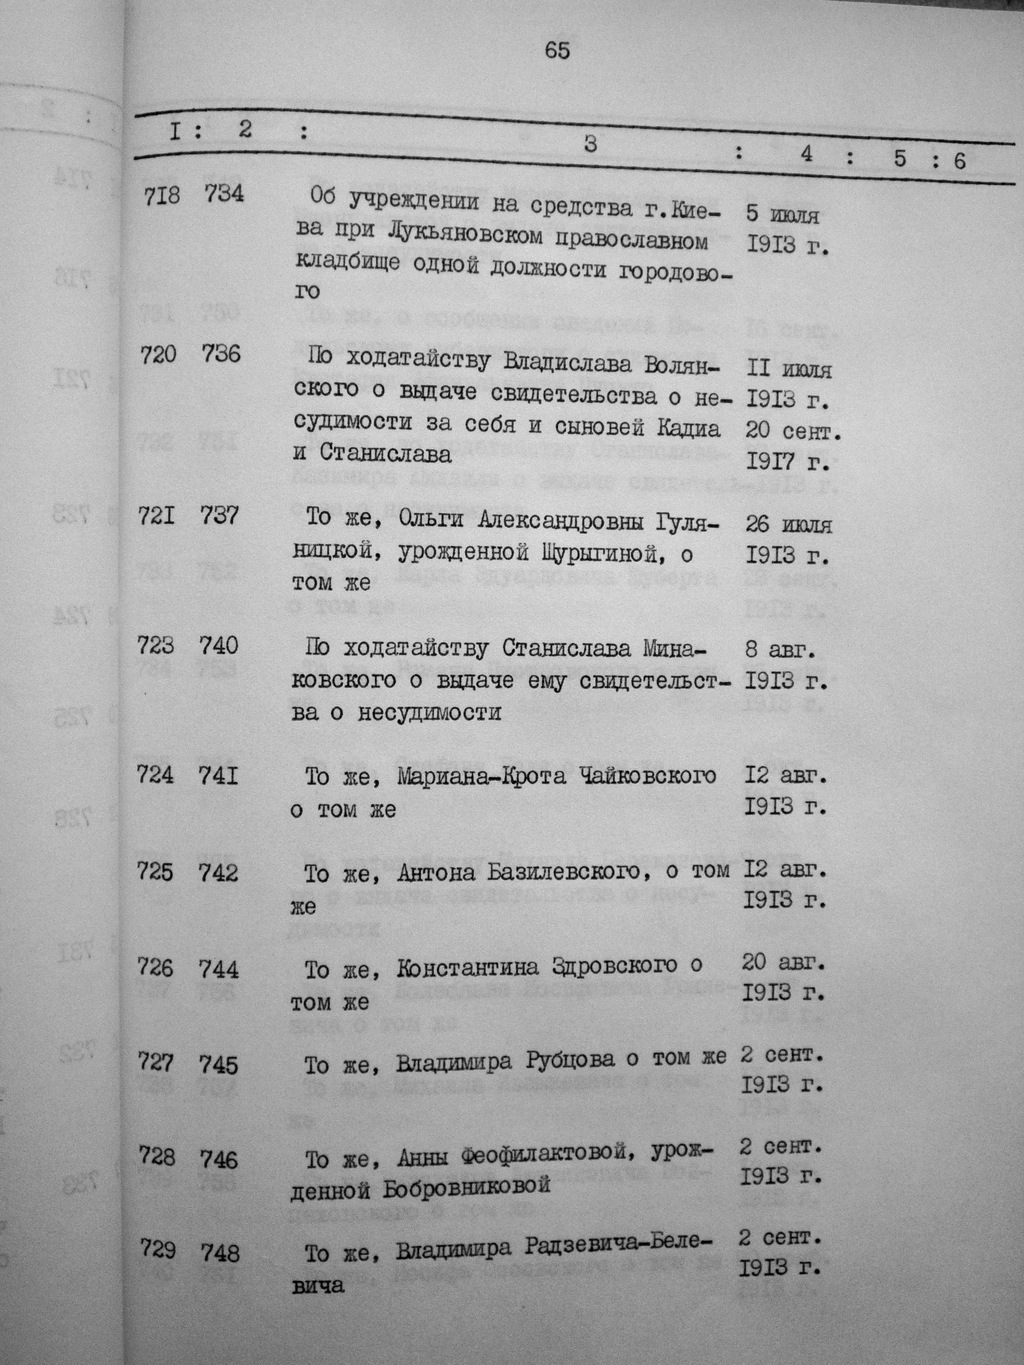 65
I : 2 : 3 : 4 : 5 : 6
718 734 Об учреждении на средства г.Кие- 5 июля
ва при Лукьяновском православном 1913 г.
кладбище одной должности городово-
го
720 736 По ходатайству Владислава Волян- II июля
ского о выдаче свидетельства о не- 1913 г.
судимости за себя и сыновей Кадиа 20 сент.
и Станислава 1917 г.
721 737 То же, Ольги Александровны Гуля- 26 июля
ницкой, урожденной Щурыгиной, о 1913 г.
том же
723 740 По ходатайству Станислава Мина- 8 авг.
ковского о выдаче ему свидетельст- 1913 г.
ва о несудимости
724 741 То же, Мариана-Крота Чайковского 12 авг.
о том же 1913 г.
725 742 То же, Антона Базилевского, о том 12 авг.
же 1913 г.
726 744 То же, Константина Здровского о 20 авг.
том же 1913 г.
727 745 То же, Владимира Рубцова о том же 2 сент.
1913 г.
728 746 То же, Анны Феофилактовой, урож- 2 сент.
денной Бобровниковой 1913 г.
729 748 То же, Владимира Радзевича-Беле- 2 сент.
вича 1913 г.